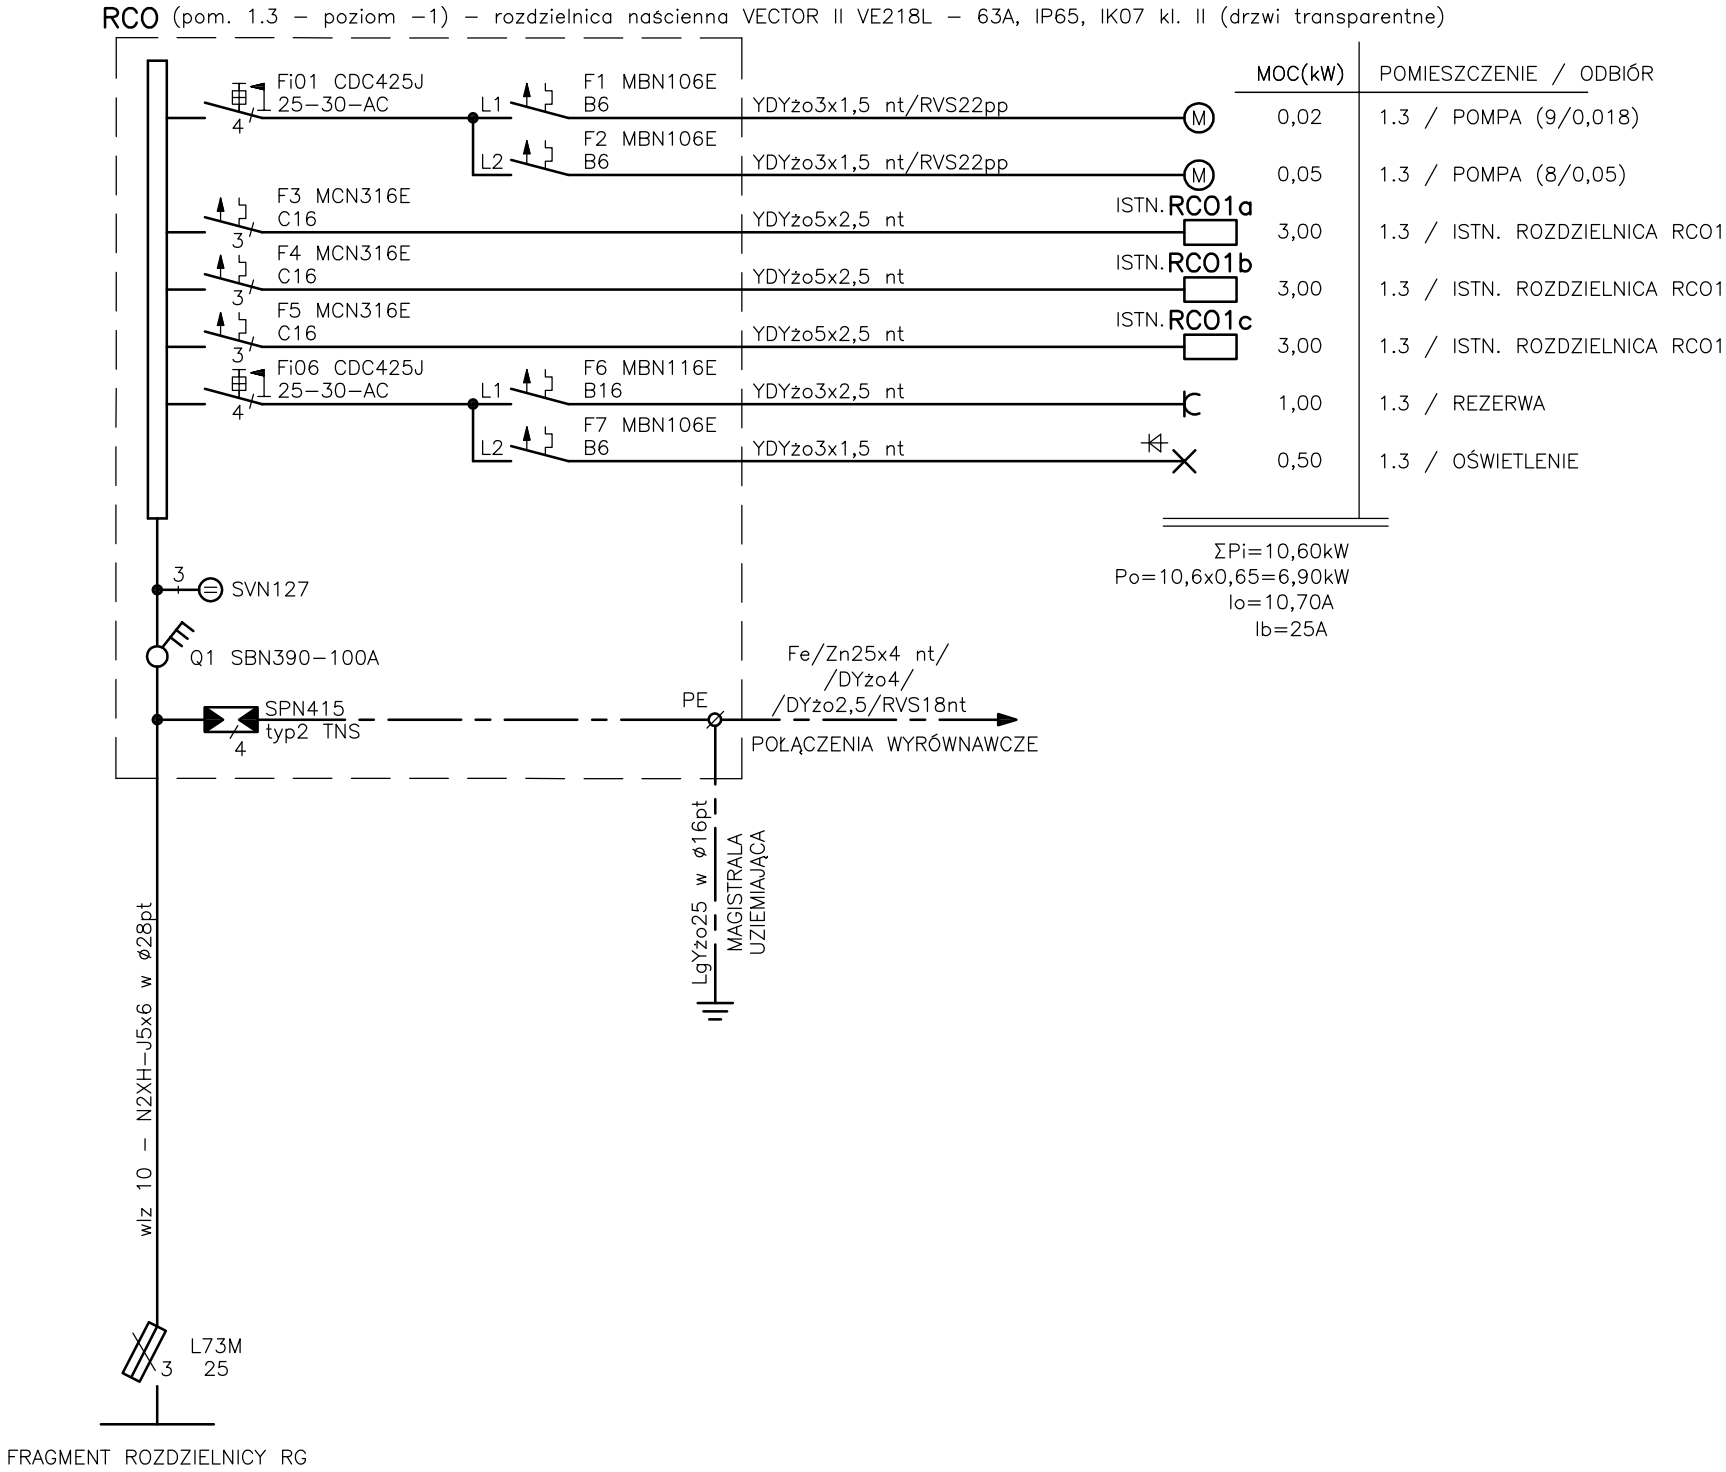 RCO (pom. 1.3 – poziom –1) – rozdzielnica naścienna VECTOR II VE218L – 63A, IP65, IK07 kl. II (drzwi transparentne)
MOC(kW) POMIESZCZENIE / ODBIÓR
Fi01 CDC425J
25–30–AC
4
L1
F1 MBN106E
B6
YDYżo3x1,5 nt/RVS22pp
M
0,02
1.3 / POMPA (9/0,018)
L2
F2 MBN106E
B6
YDYżo3x1,5 nt/RVS22pp
M
0,05
1.3 / POMPA (8/0,05)
F3 MCN316E
C16
3
YDYżo5x2,5 nt
ISTN. RCO1a
3,00
1.3 / ISTN. ROZDZIELNICA RCO1
F4 MCN316E
C16
3
YDYżo5x2,5 nt
ISTN. RCO1b
3,00
1.3 / ISTN. ROZDZIELNICA RCO1
F5 MCN316E
C16
3
YDYżo5x2,5 nt
ISTN. RCO1c
3,00
1.3 / ISTN. ROZDZIELNICA RCO1
Fi06 CDC425J
25–30–AC
4
L1
F6 MBN116E
B16
YDYżo3x2,5 nt
1,00
1.3 / REZERWA
L2
F7 MBN106E
B6
YDYżo3x1,5 nt
0,50
1.3 / OŚWIETLENIE
ΣPi=10,60kW
Po=10,6x0,65=6,90kW
Io=10,70A
Ib=25A
3
SVN127
Q1 SBN390–100A
SPN415
typ2 TNS
4
PE
Fe/Zn25x4 nt/
/DYżo4/
/DYżo2,5/RVS18nt
POŁĄCZENIA WYRÓWNAWCZE
LgYżo25 w ø16pt
MAGISTRALA
UZIEMIAJĄCA
wlz 10 – N2XH–J5x6 w ø28pt
L73M
25
3
FRAGMENT ROZDZIELNICY RG